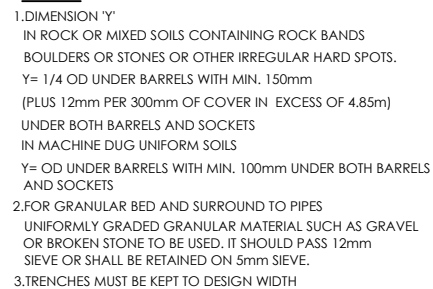 1.DIMENSION 'Y'
IN ROCK OR MIXED SOILS CONTAINING ROCK BANDS
BOULDERS OR STONES OR OTHER IRREGULAR HARD SPOTS.
Y= 1/4 OD UNDER BARRELS WITH MIN. 150mm
(PLUS 12mm PER 300mm OF COVER IN EXCESS OF 4.85m)
UNDER BOTH BARRELS AND SOCKETS
IN MACHINE DUG UNIFORM SOILS
Y= OD UNDER BARRELS WITH MIN. 100mm UNDER BOTH BARRELS
AND SOCKETS
2.FOR GRANULAR BED AND SURROUND TO PIPES
UNIFORMLY GRADED GRANULAR MATERIAL SUCH AS GRAVEL
OR BROKEN STONE TO BE USED. IT SHOULD PASS 12mm
SIEVE OR SHALL BE RETAINED ON 5mm SIEVE.
3.TRENCHES MUST BE KEPT TO DESIGN WIDTH